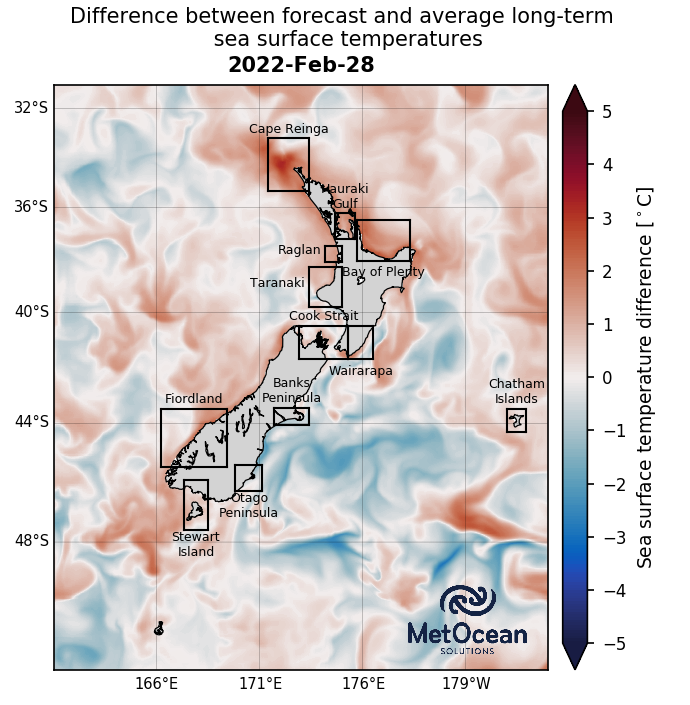 Difference between forecast and average long-term
sea surface temperatures
2022-Feb-28
32°S
36°S
40°S
44°S
48°S
Cape Reinga
Hauraki
Gulf
Raglan
Bay of Plenty
Taranaki
Cook Strait
Wairarapa
Banks
Peninsula
Fiordland
Chatham
Islands
Otago
Peninsula
Stewart
Island
MetOcean
SOLUTIONS
166°E
171°E
176°E
179°W
5
4
3
2
1
0
−1
−2
−3
−4
−5
Sea surface temperature difference [°C]